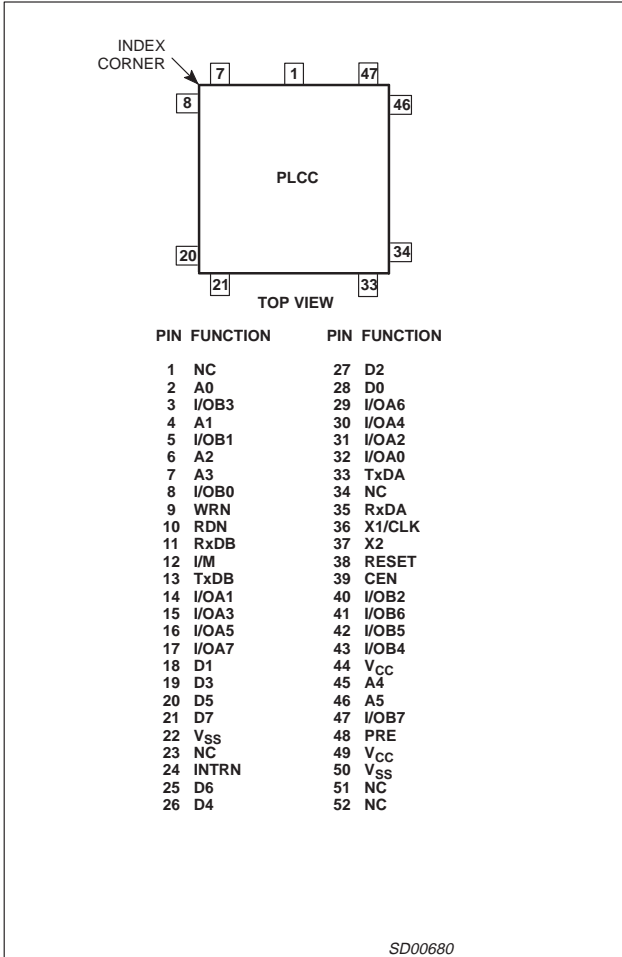 INDEX
CORNER
7 1 47
8 46
PLCC
20 34
21 33
TOP VIEW
PIN FUNCTION PIN FUNCTION
1 NC 27 D2
2 A0 28 D0
3 I/OB3 29 I/OA6
4 A1 30 I/OA4
5 I/OB1 31 I/OA2
6 A2 32 I/OA0
7 A3 33 TxDA
8 I/OB0 34 NC
9 WRN 35 RxDA
10 RDN 36 X1/CLK
11 RxDB 37 X2
12 I/M 38 RESET
13 TxDB 39 CEN
14 I/OA1 40 I/OB2
15 I/OA3 41 I/OB6
16 I/OA5 42 I/OB5
17 I/OA7 43 I/OB4
18 D1 44 VCC
19 D3 45 A4
20 D5 46 A5
21 D7 47 I/OB7
22 VSS 48 PRE
23 NC 49 VCC
24 INTRN 50 VSS
25 D6 51 NC
26 D4 52 NC
SD00680